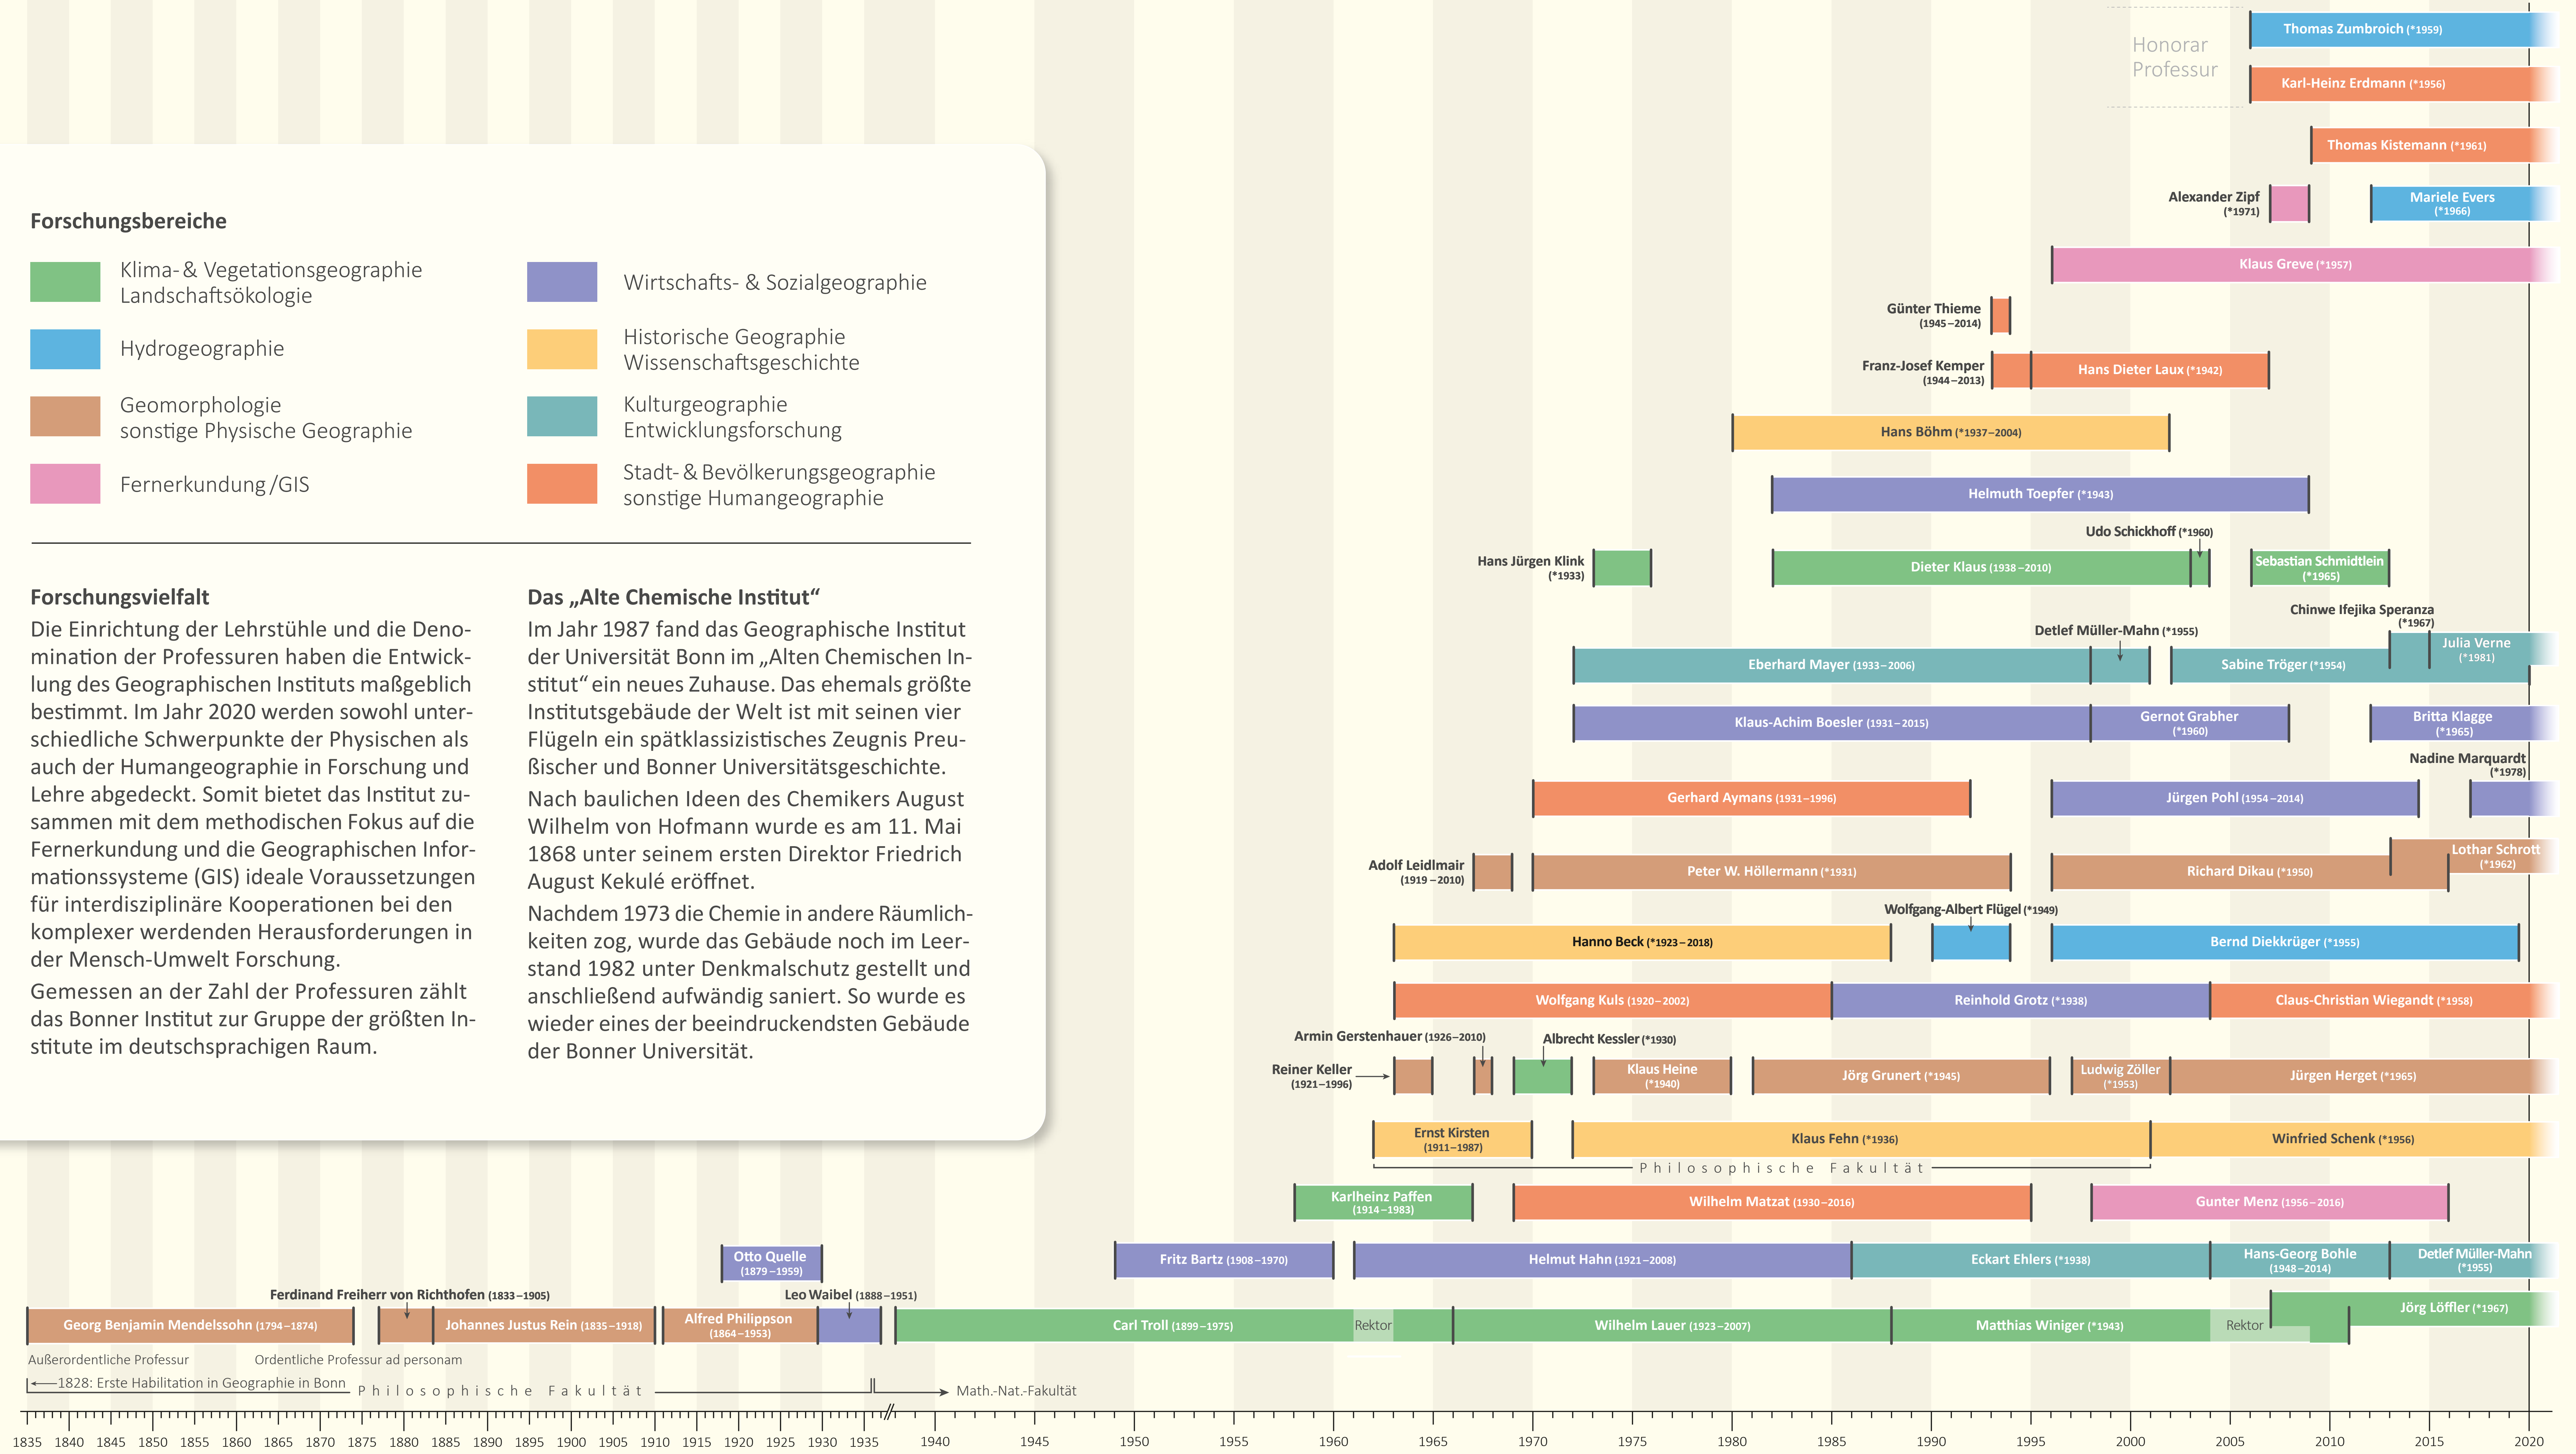 Honorar
Professur
Thomas Zumbroich (*1959)
Karl-Heinz Erdmann (*1956)
Thomas Kistemann (*1961)
Alexander Zipf
(*1971)
Mariele Evers
(*1966)
Klaus Greve (*1957)
Günter Thieme
(1945–2014)
Franz-Josef Kemper
(1944–2013)
Hans Dieter Laux (*1942)
Hans Böhm (*1937–2004)
Helmuth Toepfer (*1943)
Udo Schickhoff (*1960)
Hans Jürgen Klink
(*1933)
Dieter Klaus (1938–2010)
Sebastian Schmidtlein
(*1965)
Chinwe Ifejika Speranza
(*1967)
Detlef Müller-Mahn (*1955)
Eberhard Mayer (1933–2006)
Sabine Tröger (*1954)
Julia Verne
(*1981)
Klaus-Achim Boesler (1931–2015)
Gernot Grabher
(*1960)
Britta Klagge
(*1965)
Nadine Marquardt
(*1978)
Gerhard Aymans (1931–1996)
Jürgen Pohl (1954–2014)
Adolf Leidlmair
(1919–2010)
Peter W. Höllermann (*1931)
Richard Dikau (*1950)
Lothar Schrott
(*1962)
Wolfgang-Albert Flügel (*1949)
Hanno Beck (*1923–2018)
Bernd Diekkrüger (*1955)
Wolfgang Kuls (1920–2002)
Reinhold Grotz (*1938)
Claus-Christian Wiegandt (*1958)
Armin Gerstenhauer (1926–2010)
Albrecht Kessler (*1930)
Reiner Keller
(1921–1996)
Klaus Heine
(*1940)
Jörg Grunert (*1945)
Ludwig Zöller
(*1953)
Jürgen Herget (*1965)
Ernst Kirsten
(1911–1987)
Klaus Fehn (*1936)
Winfried Schenk (*1956)
Philosophische Fakultät
Karlheinz Paffen
(1914–1983)
Wilhelm Matzat (1930–2016)
Gunter Menz (1956–2016)
Otto Quelle
(1879–1959)
Fritz Bartz (1908–1970)
Helmut Hahn (1921–2008)
Eckart Ehlers (*1938)
Hans-Georg Bohle
(1948–2014)
Detlef Müller-Mahn
(*1955)
Ferdinand Freiherr von Richthofen (1833–1905)
Leo Waibel (1888–1951)
Georg Benjamin Mendelssohn (1794–1874)
Johannes Justus Rein (1835–1918)
Alfred Philippson
(1864–1953)
Carl Troll (1899–1975)
Rektor
Wilhelm Lauer (1923–2007)
Matthias Winiger (*1943)
Rektor
Jörg Löffler (*1967)
Außerordentliche Professur
Ordentliche Professur ad personam
1828: Erste Habilitation in Geographie in Bonn
Philosophische Fakultät
Math.-Nat.-Fakultät
1835 1840 1845 1850 1855 1860 1865 1870 1875 1880 1885 1890 1895 1900 1905 1910 1915 1920 1925 1930 1935 1940 1945 1950 1955 1960 1965 1970 1975 1980 1985 1990 1995 2000 2005 2010 2015 2020
Forschungsbereiche
Klima- & Vegetationsgeographie
Landschaftsökologie
Hydrogeographie
Geomorphologie
sonstige Physische Geographie
Fernerkundung/GIS
Wirtschafts- & Sozialgeographie
Historische Geographie
Wissenschaftsgeschichte
Kulturgeographie
Entwicklungsforschung
Stadt- & Bevölkerungsgeographie
sonstige Humangeographie
Forschungsvielfalt
Die Einrichtung der Lehrstühle und die Deno-
mination der Professuren haben die Entwick-
lung des Geographischen Instituts maßgeblich
bestimmt. Im Jahr 2020 werden sowohl unter-
schiedliche Schwerpunkte der Physischen als
auch der Humangeographie in Forschung und
Lehre abgedeckt. Somit bietet das Institut zu-
sammen mit dem methodischen Fokus auf die
Fernerkundung und die Geographischen Infor-
mationssysteme (GIS) ideale Voraussetzungen
für interdisziplinäre Kooperationen bei den
komplexer werdenden Herausforderungen in
der Mensch-Umwelt Forschung.
Gemessen an der Zahl der Professuren zählt
das Bonner Institut zur Gruppe der größten In-
stitute im deutschsprachigen Raum.
Das „Alte Chemische Institut“
Im Jahr 1987 fand das Geographische Institut
der Universität Bonn im „Alten Chemischen In-
stitut“ ein neues Zuhause. Das ehemals größte
Institutsgebäude der Welt ist mit seinen vier
Flügeln ein spätklassizistisches Zeugnis Preu-
ßischer und Bonner Universitätsgeschichte.
Nach baulichen Ideen des Chemikers August
Wilhelm von Hofmann wurde es am 11. Mai
1868 unter seinem ersten Direktor Friedrich
August Kekulé eröffnet.
Nachdem 1973 die Chemie in andere Räumlich-
keiten zog, wurde das Gebäude noch im Leer-
stand 1982 unter Denkmalschutz gestellt und
anschließend aufwändig saniert. So wurde es
wieder eines der beeindruckendsten Gebäude
der Bonner Universität.